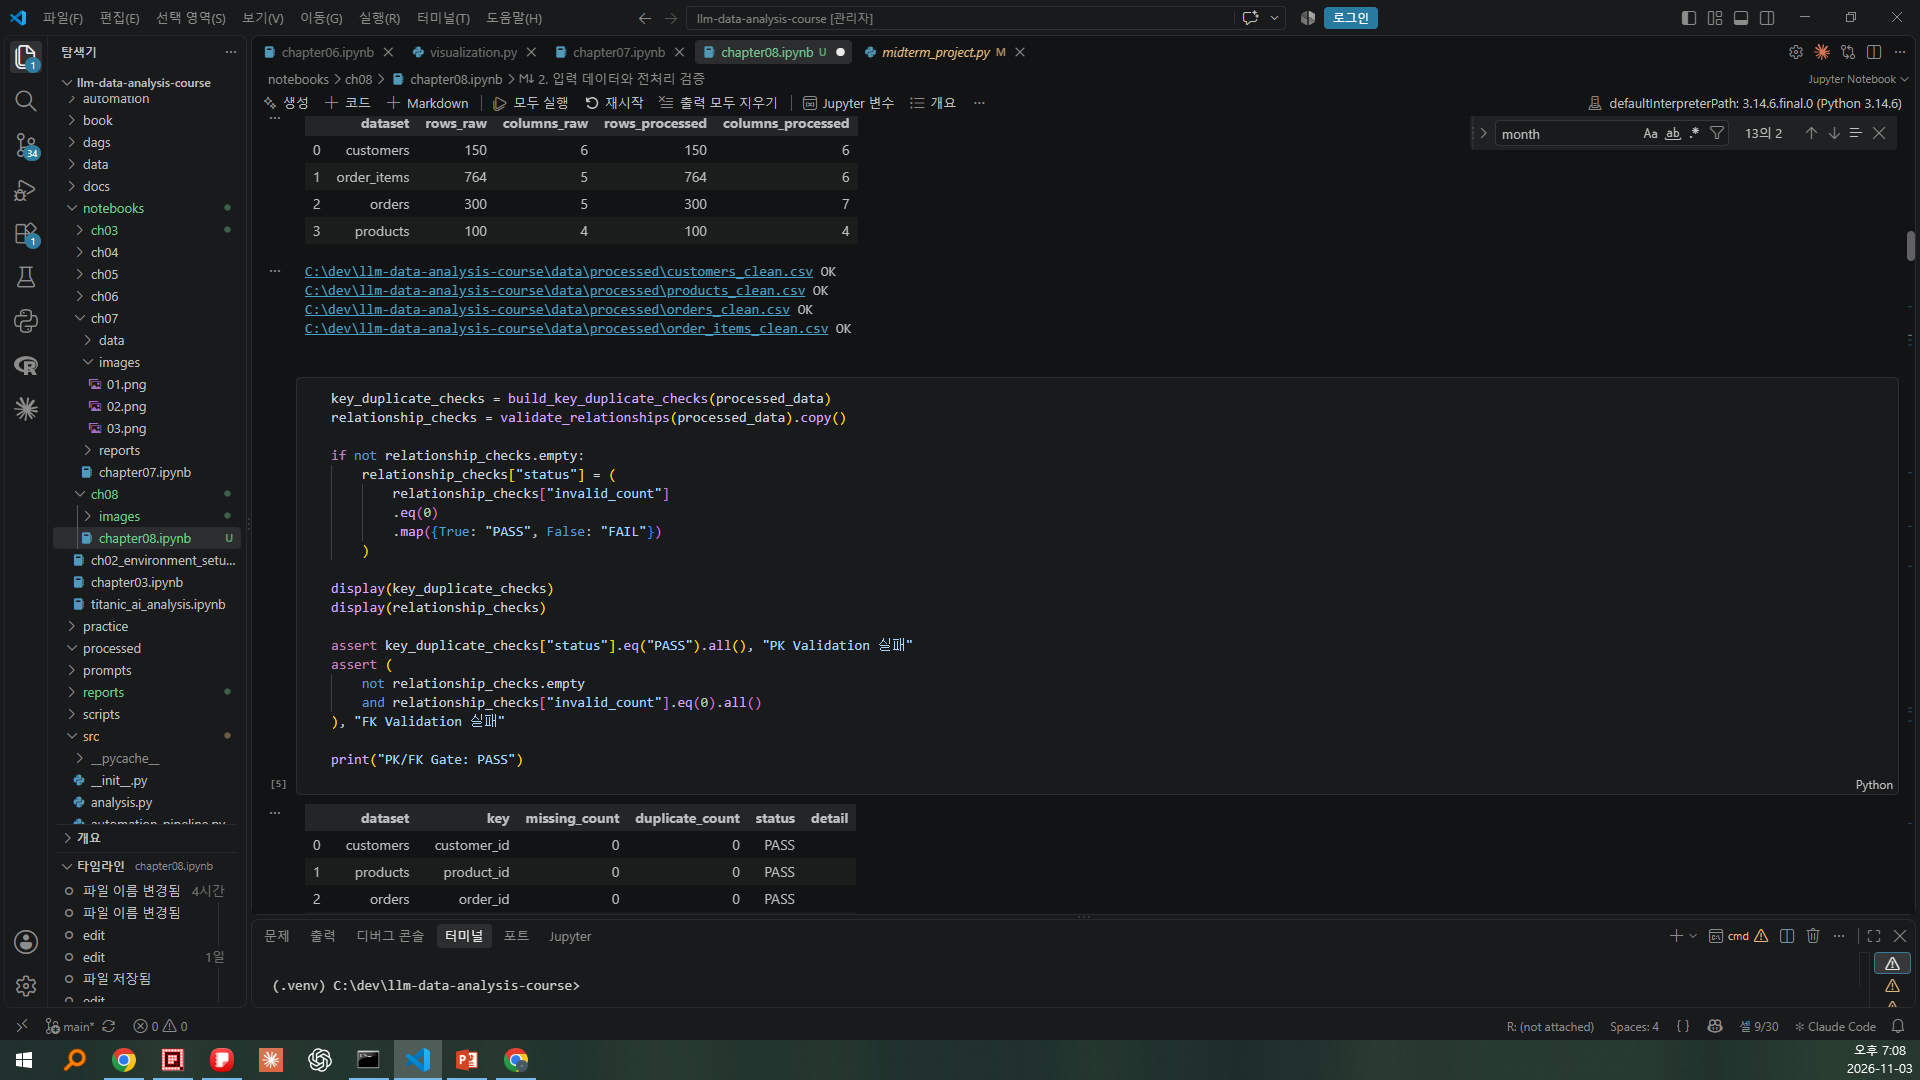 파일(F) 편집(E) 선택 영역(S) 보기(V) 이동(G) 실행(R) 터미널(T) 도움말(H)
llm-data-analysis-course [관리자]
로그인
탐색기
llm-data-analysis-course
automation
book
dags
data
docs
notebooks
ch03
ch04
ch05
ch06
ch07
data
images
01.png
02.png
03.png
reports
chapter07.ipynb
ch08
images
chapter08.ipynb U
ch02_environment_setu...
chapter03.ipynb
titanic_ai_analysis.ipynb
practice
processed
prompts
reports
scripts
src
__pycache__
__init__.py
analysis.py
automation_pipeline.py
개요
타임라인 chapter08.ipynb
파일 이름 변경됨 4시간
파일 이름 변경됨
edit
edit 1일
파일 저장됨
edit
chapter06.ipynb visualization.py chapter07.ipynb chapter08.ipynb U midterm_project.py M
notebooks > ch08 > chapter08.ipynb > M↓ 2. 입력 데이터와 전처리 검증
Jupyter Notebook
생성 + 코드 + Markdown 모두 실행 재시작 출력 모두 지우기 Jupyter 변수 개요 ...
defaultInterpreterPath: 3.14.6.final.0 (Python 3.14.6)
month Aa ab .* 13의 2
dataset rows_raw columns_raw rows_processed columns_processed
0 customers 150 6 150 6
1 order_items 764 5 764 6
2 orders 300 5 300 7
3 products 100 4 100 4
C:\dev\llm-data-analysis-course\data\processed\customers_clean.csv OK
C:\dev\llm-data-analysis-course\data\processed\products_clean.csv OK
C:\dev\llm-data-analysis-course\data\processed\orders_clean.csv OK
C:\dev\llm-data-analysis-course\data\processed\order_items_clean.csv OK
key_duplicate_checks = build_key_duplicate_checks(processed_data)
relationship_checks = validate_relationships(processed_data).copy()
if not relationship_checks.empty:
relationship_checks["status"] = (
relationship_checks["invalid_count"]
.eq(0)
.map({True: "PASS", False: "FAIL"})
)
display(key_duplicate_checks)
display(relationship_checks)
assert key_duplicate_checks["status"].eq("PASS").all(), "PK Validation 실패"
assert (
not relationship_checks.empty
and relationship_checks["invalid_count"].eq(0).all()
), "FK Validation 실패"
print("PK/FK Gate: PASS")
[5]
Python
dataset key missing_count duplicate_count status detail
0 customers customer_id 0 0 PASS
1 products product_id 0 0 PASS
2 orders order_id 0 0 PASS
문제 출력 디버그 콘솔 터미널 포트 Jupyter
cmd
(.venv) C:\dev\llm-data-analysis-course>
1
34
1
main* 0 0
R: (not attached) Spaces: 4 { } 셀 9/30 Claude Code
오후 7:08
2026-11-03